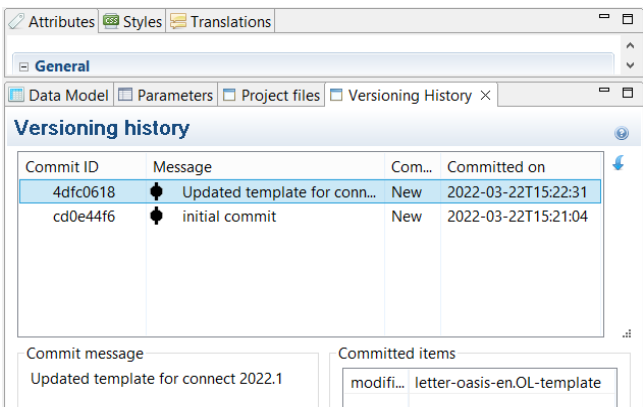 Attributes CSS Styles Translations
General
Data Model Parameters Project files Versioning History
Versioning history
Commit ID Message Com... Committed on
4dfc0618 Updated template for conn... New 2022-03-22T15:22:31
cd0e44f6 initial commit New 2022-03-22T15:21:04
Commit message Committed items
Updated template for connect 2022.1 modifi... letter-oasis-en.OL-template